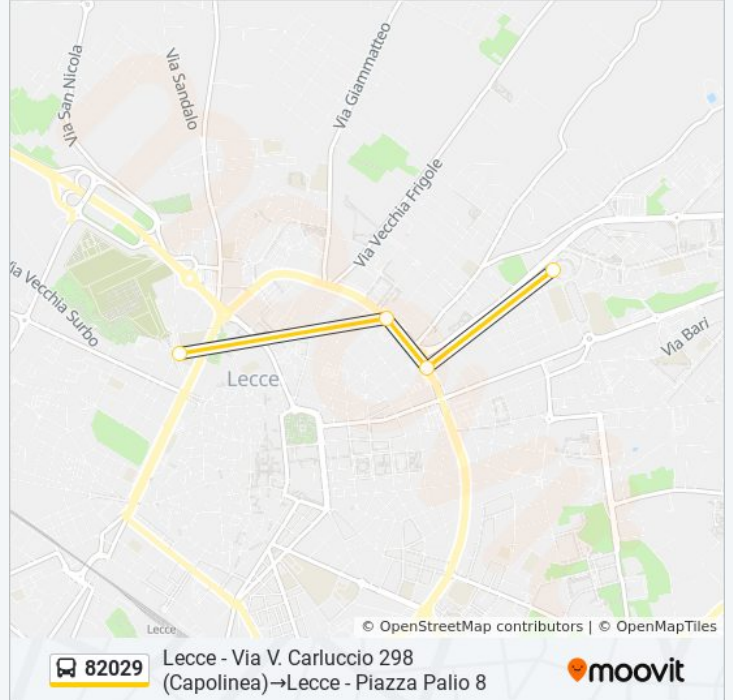 Via San Nicola
Via Sandalo
Via Giammatteo
Via Vecchia Frigole
Via Vecchia Surbo
Via Bari
Lecce
Lecce
© OpenStreetMap contributors | © OpenMapTiles
82029
Lecce - Via V. Carluccio 298
(Capolinea)→Lecce - Piazza Palio 8
moovit